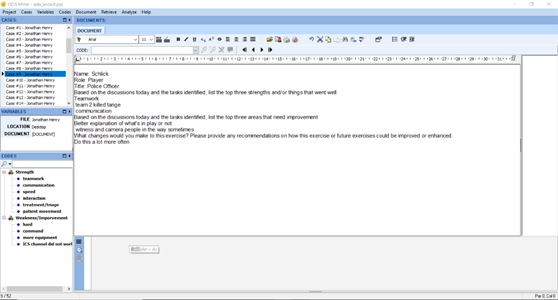 QDA Miner
Project Cases Variables Codes Document Retrieve Analyze Help
CASES:
DOCUMENTS:
Case #1 - Jonathan Henry
Case #2 - Jonathan Henry
Case #3 - Jonathan Henry
Case #4 - Jonathan Henry
Case #5 - Jonathan Henry
Case #6 - Jonathan Henry
Case #7 - Jonathan Henry
Case #8 - Jonathan Henry
Case #9 - Jonathan Henry
Case #10 - Jonathan Henry
Case #11 - Jonathan Henry
Case #12 - Jonathan Henry
Case #13 - Jonathan Henry
Case #14 - Jonathan Henry
DOCUMENT
Arial
11
CODE:
VARIABLES
FILE Jonathan Henry
LOCATION Desktop
DOCUMENT [DOCUMENT]
CODES
Strength
teamwork
communication
speed
interaction
treatment/triage
patient movement
Weakness/Improvement
hard
command
more equipment
ICS channel did not work
Name: Schlick
Role: Player
Title: Police Officer
Based on the discussions today and the tasks identified, list the top three strengths and/or things that went well
Teamwork
team 2 killed tange
communication
Based on the discussions today and the tasks identified, list the top three areas that need improvement
Better explanation of what's in play or not
witness and camera people in the way sometimes
What changes would you make to this exercise? Please provide any recommendations on how this exercise or future exercises could be improved or enhanced.
Do this a lot more often
Par 0, Col 0